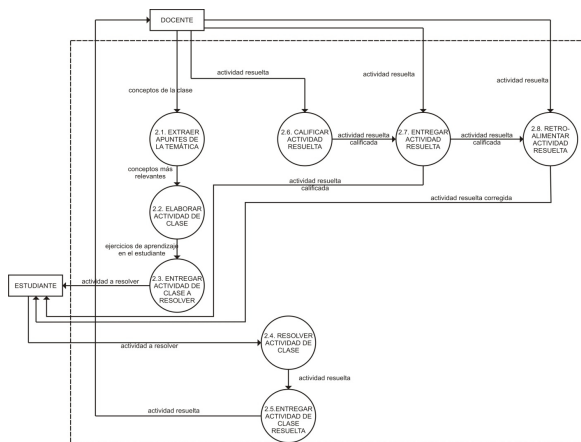 DOCENTE
actividad resuelta
actividad resuelta
actividad resuelta
conceptos de la clase
2.1. EXTRAER
APUNTES DE
LA TEMÁTICA
2.6. CALIFICAR
ACTIVIDAD
RESUELTA
actividad resuelta
calificada
2.7. ENTREGAR
ACTIVIDAD
RESUELTA
actividad resuelta
calificada
2.8. RETRO-
ALIMENTAR
ACTIVIDAD
RESUELTA
conceptos más
relevantes
actividad resuelta
calificada
actividad resuelta corregida
2.2. ELABORAR
ACTIVIDAD DE
CLASE
ejercicios de aprendizaje
en el estudiante
ESTUDIANTE
actividad a resolver
2.3. ENTREGAR
ACTIVIDAD DE
CLASE A
RESOLVER
actividad a resolver
2.4. RESOLVER
ACTIVIDAD DE
CLASE
actividad resuelta
actividad resuelta
2.5.ENTREGAR
ACTIVIDAD DE
CLASE
RESUELTA